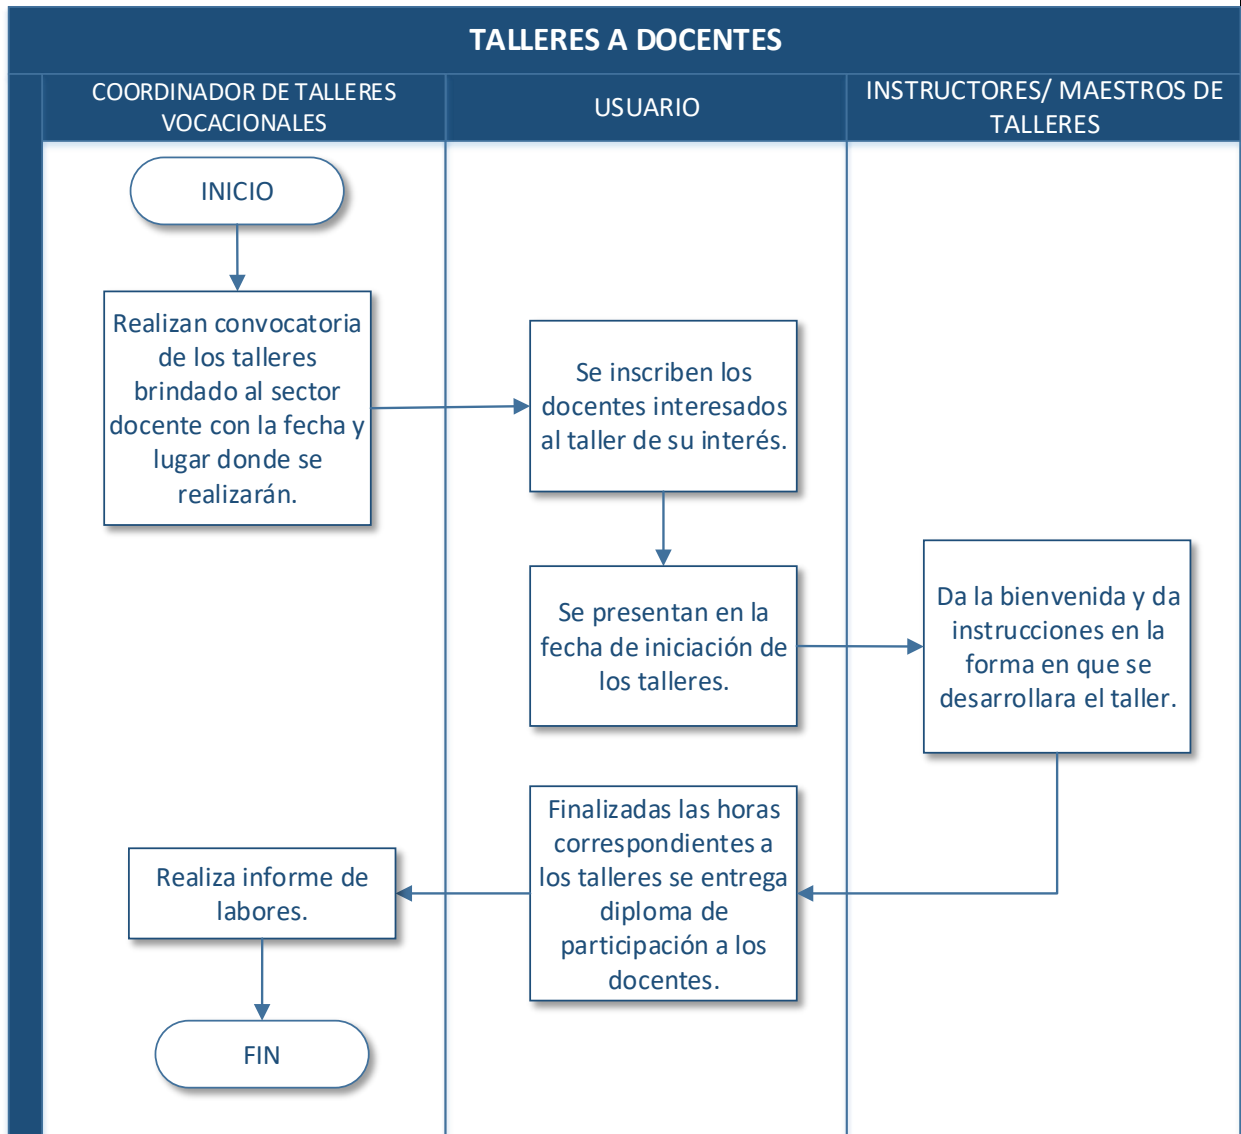 TALLERES A DOCENTES
COORDINADOR DE TALLERES
VOCACIONALES
USUARIO
INSTRUCTORES/ MAESTROS DE
TALLERES
INICIO
Realizan convocatoria
de los talleres
brindado al sector
docente con la fecha y
lugar donde se
realizarán.
Se inscriben los
docentes interesados
al taller de su interés.
Se presentan en la
fecha de iniciación de
los talleres.
Da la bienvenida y da
instrucciones en la
forma en que se
desarrollara el taller.
Finalizadas las horas
correspondientes a
los talleres se entrega
diploma de
participación a los
docentes.
Realiza informe de
labores.
FIN